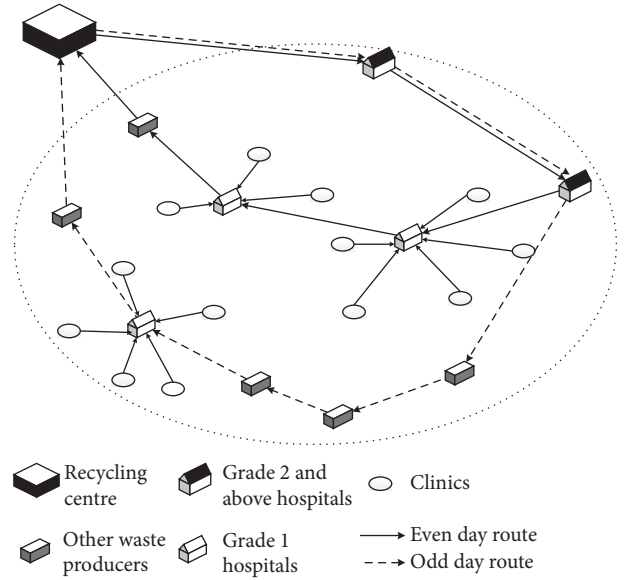 Recycling
centre
Grade 2 and
above hospitals
Clinics
Other waste
producers
Grade 1
hospitals
Even day route
Odd day route